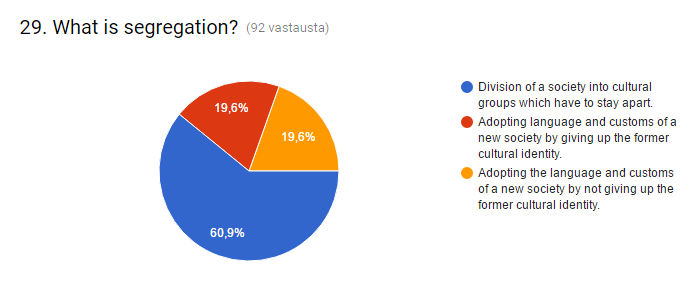 29. What is segregation? (92 vastausta)
19,6%
19,6%
60,9%
Division of a society into cultural
groups which have to stay apart.
Adopting language and customs of a
new society by giving up the former
cultural identity.
Adopting the language and customs
of a new society by not giving up the
former cultural identity.